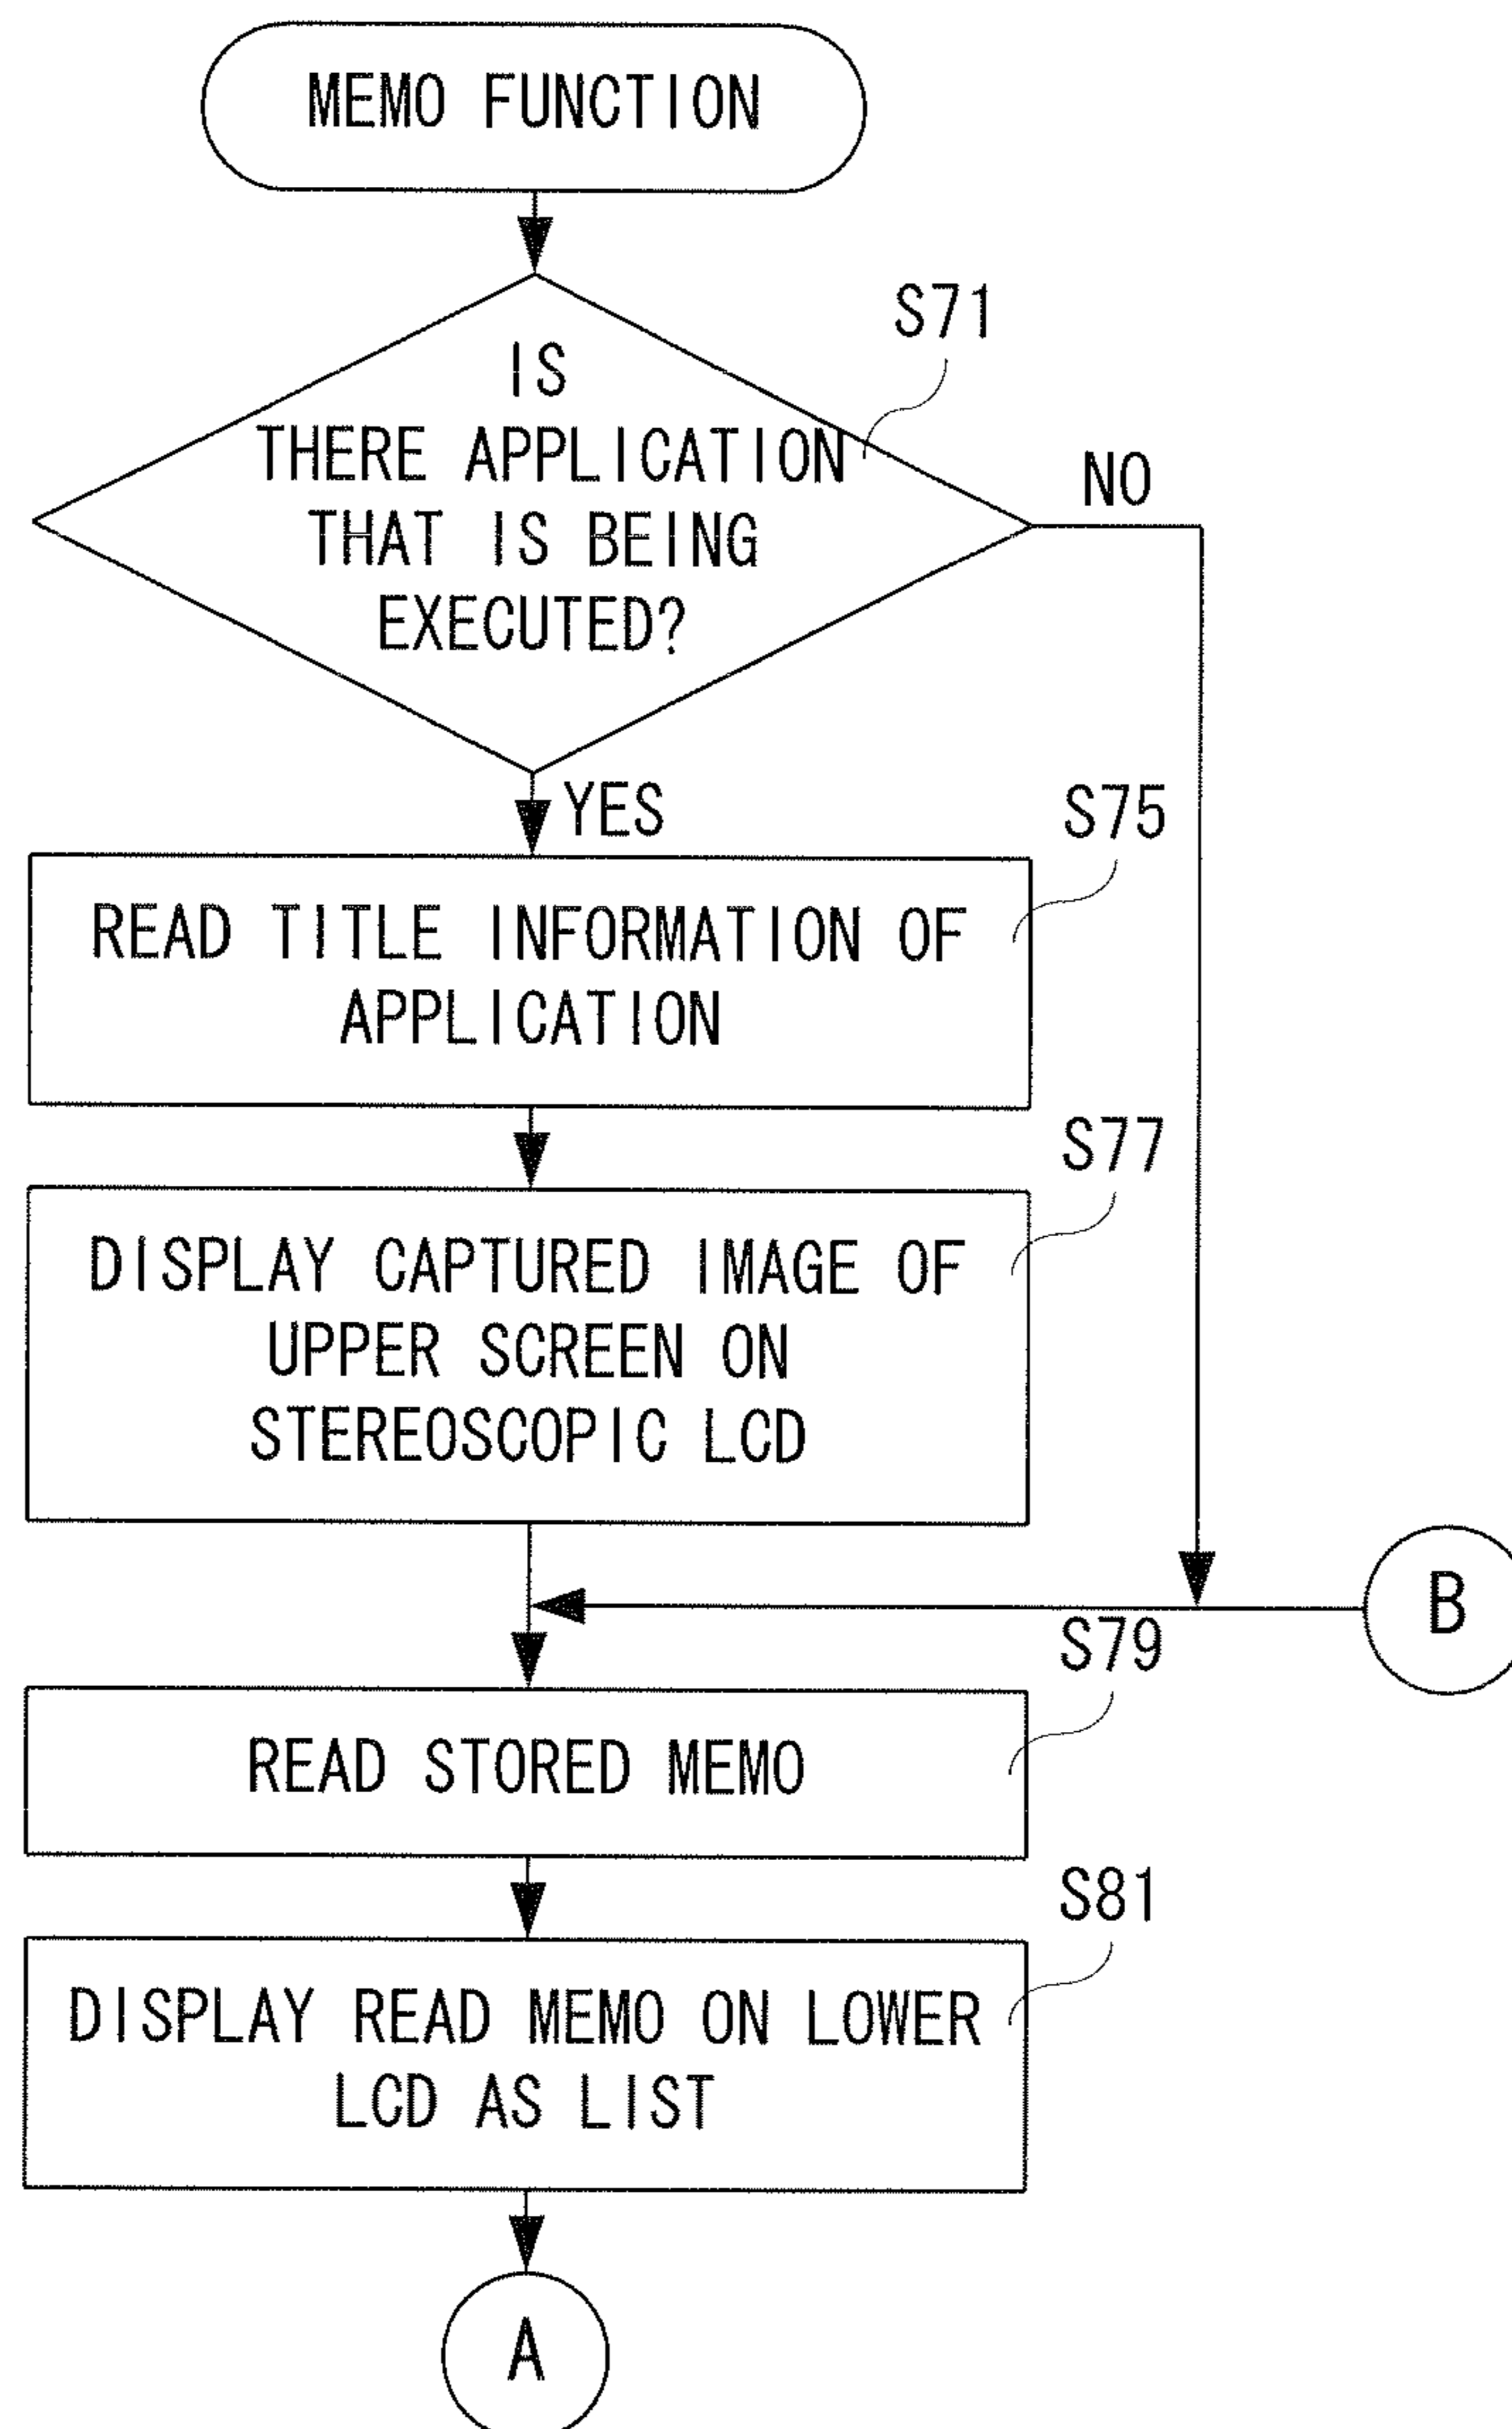 MEMO FUNCTION
S71
IS
THERE APPLICATION
THAT IS BEING
EXECUTED?
NO
YES
S75
READ TITLE INFORMATION OF
APPLICATION
S77
DISPLAY CAPTURED IMAGE OF
UPPER SCREEN ON
STEREOSCOPIC LCD
B
S79
READ STORED MEMO
S81
DISPLAY READ MEMO ON LOWER
LCD AS LIST
A